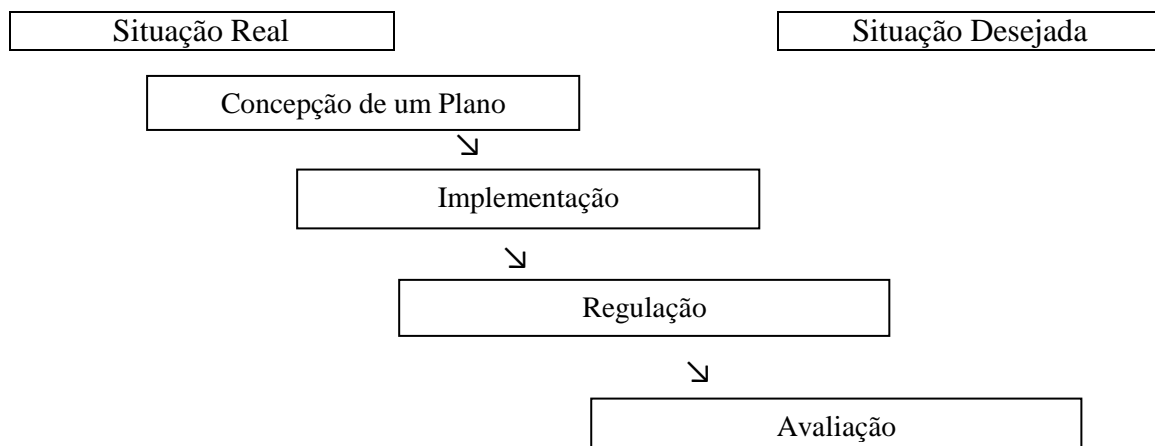 Situação Real
Situação Desejada
Concepção de um Plano
Implementação
Regulação
Avaliação